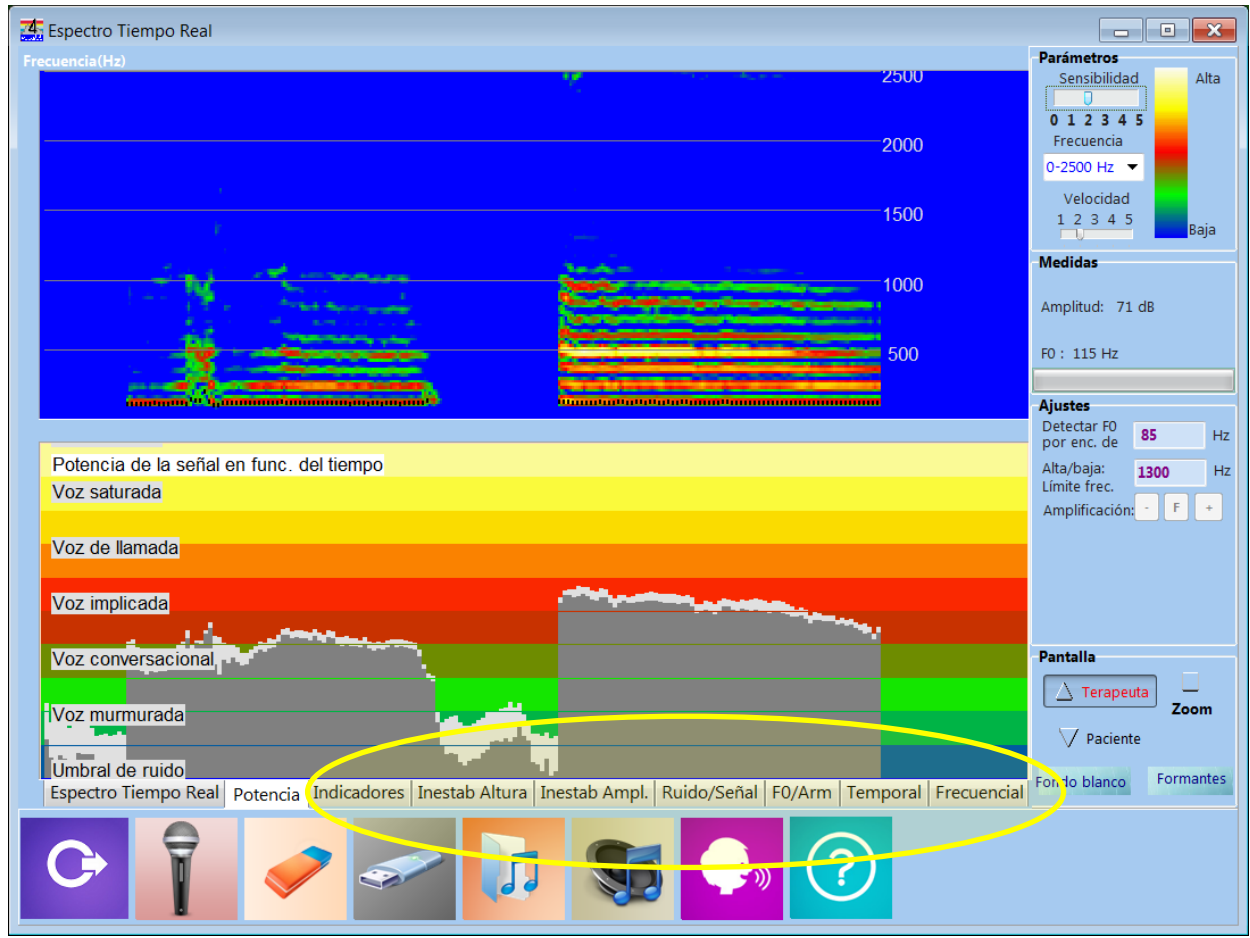 Espectro Tiempo Real
Frecuencia(Hz)
2500
2000
1500
1000
500
Parámetros
Sensibilidad
Alta
0 1 2 3 4 5
Frecuencia
0-2500 Hz
Velocidad
1 2 3 4 5
Baja
Medidas
Amplitud: 71 dB
F0 : 115 Hz
Ajustes
Detectar F0
por enc. de
85 Hz
Alta/baja:
Límite frec.
1300 Hz
Amplificación: - F +
Potencia de la señal en func. del tiempo
Voz saturada
Voz de llamada
Voz implicada
Voz conversacional
Voz murmurada
Umbral de ruido
Pantalla
Terapeuta
Zoom
Paciente
Fondo blanco Formantes
Espectro Tiempo Real Potencia Indicadores Inestab Altura Inestab Ampl. Ruido/Señal F0/Arm Temporal Frecuencial
?